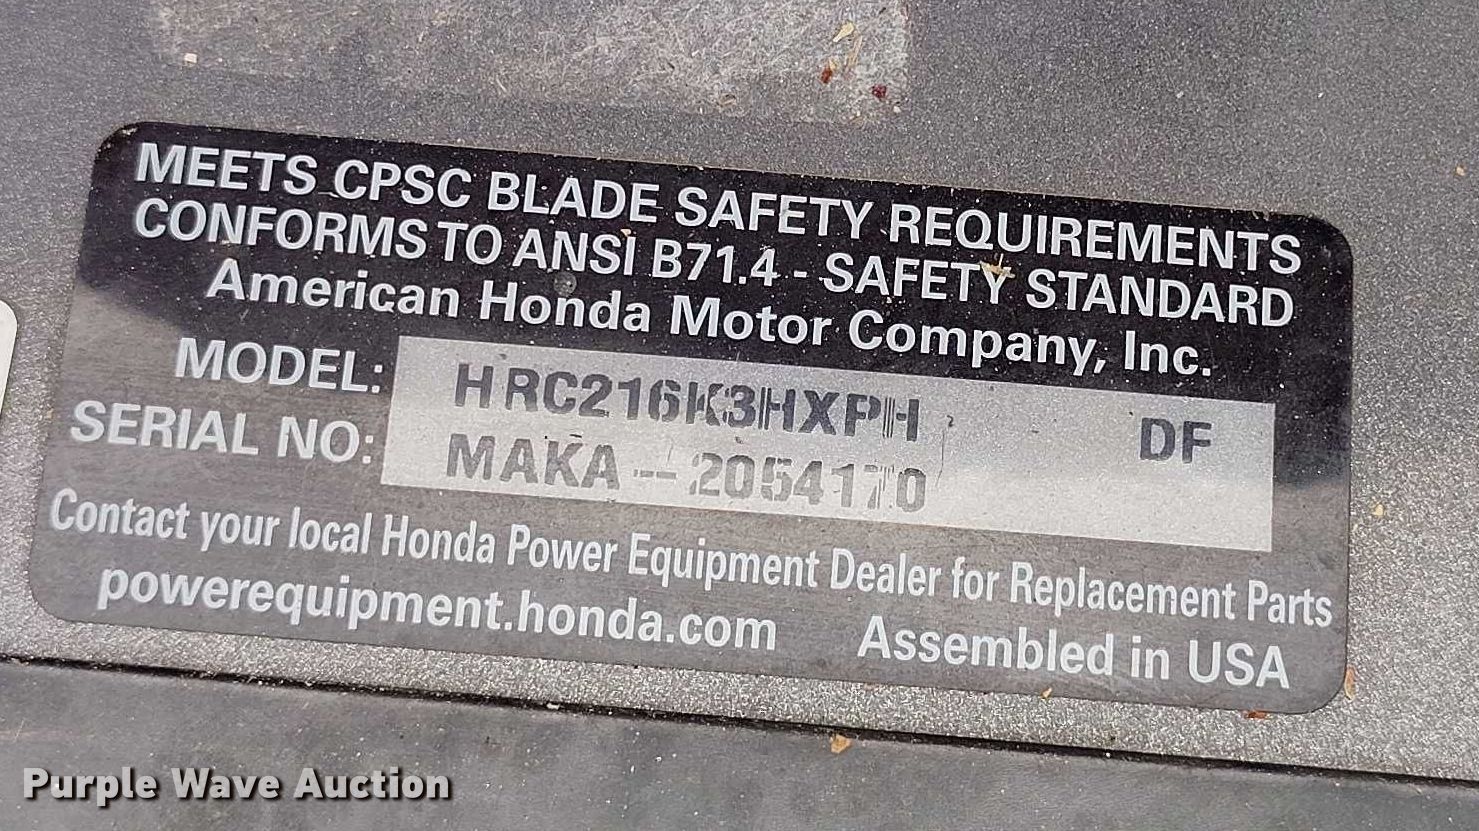 MEETS CPSC BLADE SAFETY REQUIREMENTS
CONFORMS TO ANSI B71.4 - SAFETY STANDARD
American Honda Motor Company, Inc.
MODEL: HRC216K3HXPH DF
SERIAL NO: MAKA-2054170
Contact your local Honda Power Equipment Dealer for Replacement Parts
powerequipment.honda.com Assembled in USA
Purple Wave Auction